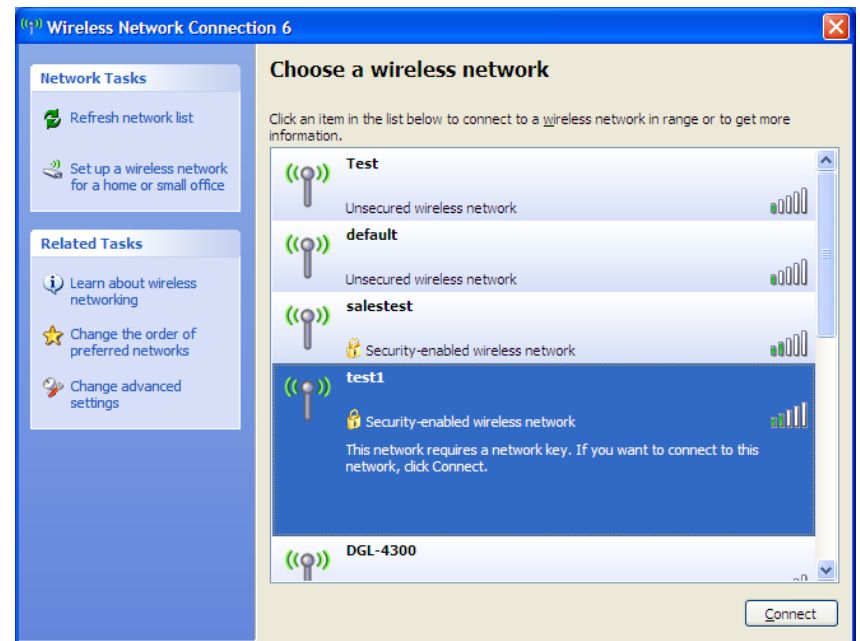 Wireless Network Connection 6
Network Tasks
Refresh network list
Set up a wireless network
for a home or small office
Related Tasks
Learn about wireless
networking
Change the order of
preferred networks
Change advanced
settings
Choose a wireless network
Click an item in the list below to connect to a wireless network in range or to get more
information.
Test
Unsecured wireless network
default
Unsecured wireless network
salestest
Security-enabled wireless network
test1
Security-enabled wireless network
This network requires a network key. If you want to connect to this
network, click Connect.
DGL-4300
Connect